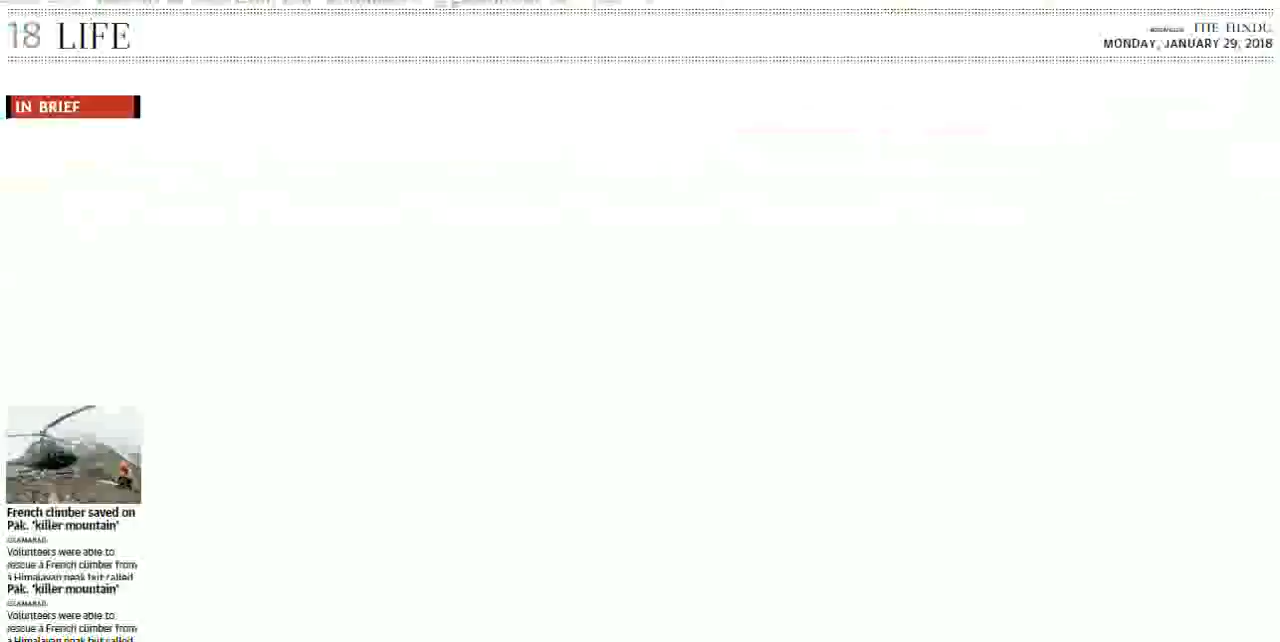 18 LIFE
THE HINDU
MONDAY, JANUARY 29, 2018
IN BRIEF
French climber saved on
Pak. 'killer mountain'
ISLAMABAD
Volunteers were able to
rescue a French climber from
a Himalayan peak but called
Pak. 'killer mountain'
ISLAMABAD
Volunteers were able to
rescue a French climber from
a Himalayan peak but called